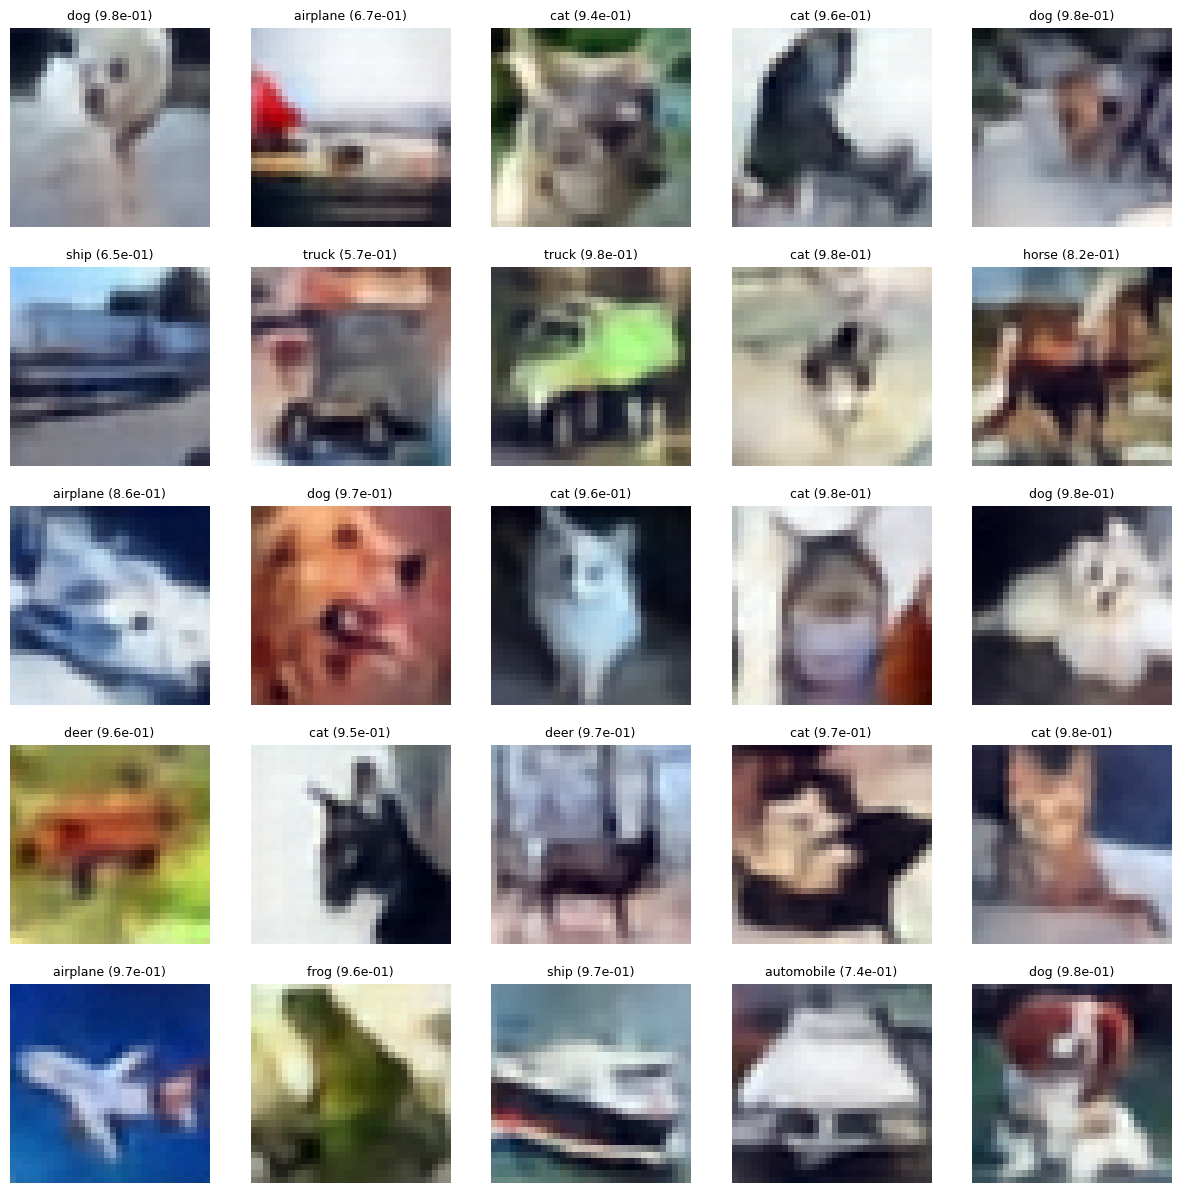 dog (9.8e-01)
airplane (6.7e-01)
cat (9.4e-01)
cat (9.6e-01)
dog (9.8e-01)
ship (6.5e-01)
truck (5.7e-01)
truck (9.8e-01)
cat (9.8e-01)
horse (8.2e-01)
airplane (8.6e-01)
dog (9.7e-01)
cat (9.6e-01)
cat (9.8e-01)
dog (9.8e-01)
deer (9.6e-01)
cat (9.5e-01)
deer (9.7e-01)
cat (9.7e-01)
cat (9.8e-01)
airplane (9.7e-01)
frog (9.6e-01)
ship (9.7e-01)
automobile (7.4e-01)
dog (9.8e-01)